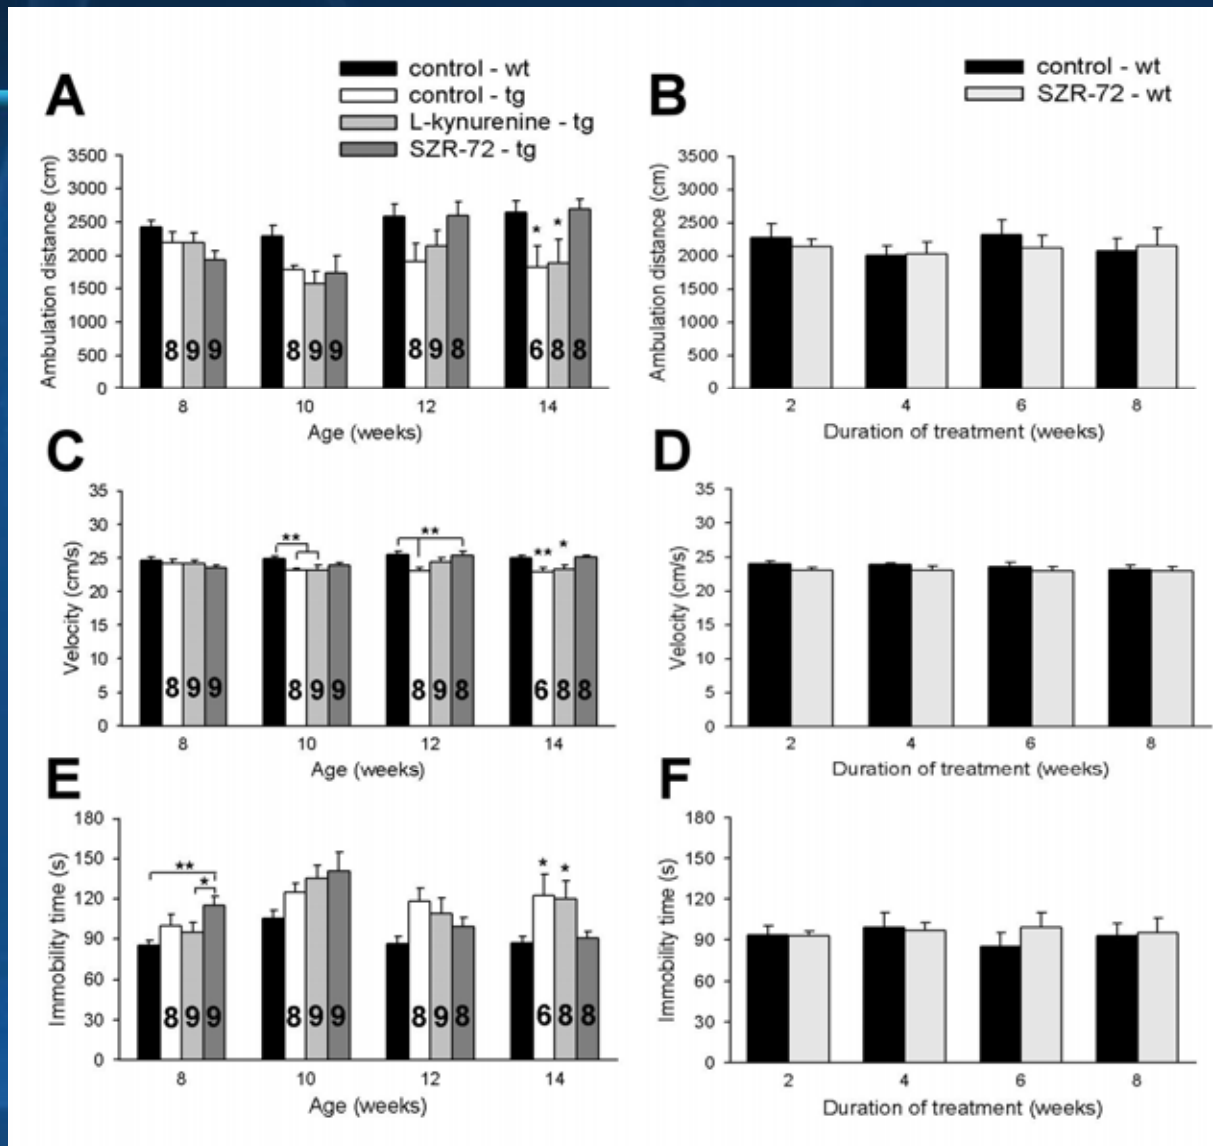 A
control - wt
control - tg
L-kynurenine - tg
SZR-72 - tg
Ambulation distance (cm)
3500
3000
2500
2000
1500
1000
500
0
* *
8 9 9 8 9 9 8 9 8 6 8 8
8 10 12 14
Age (weeks)
B
control - wt
SZR-72 - wt
Ambulation distance (cm)
3500
3000
2500
2000
1500
1000
500
0
2 4 6 8
Duration of treatment (weeks)
C
Velocity (cm/s)
35
30
25
20
15
10
5
0
** ** ** *
8 9 9 8 9 9 8 9 8 6 8 8
8 10 12 14
Age (weeks)
D
Velocity (cm/s)
35
30
25
20
15
10
5
0
2 4 6 8
Duration of treatment (weeks)
E
Immobility time (s)
180
150
120
90
60
30
0
** * * *
8 9 9 8 9 9 8 9 8 6 8 8
8 10 12 14
Age (weeks)
F
Immobility time (s)
180
150
120
90
60
30
0
2 4 6 8
Duration of treatment (weeks)